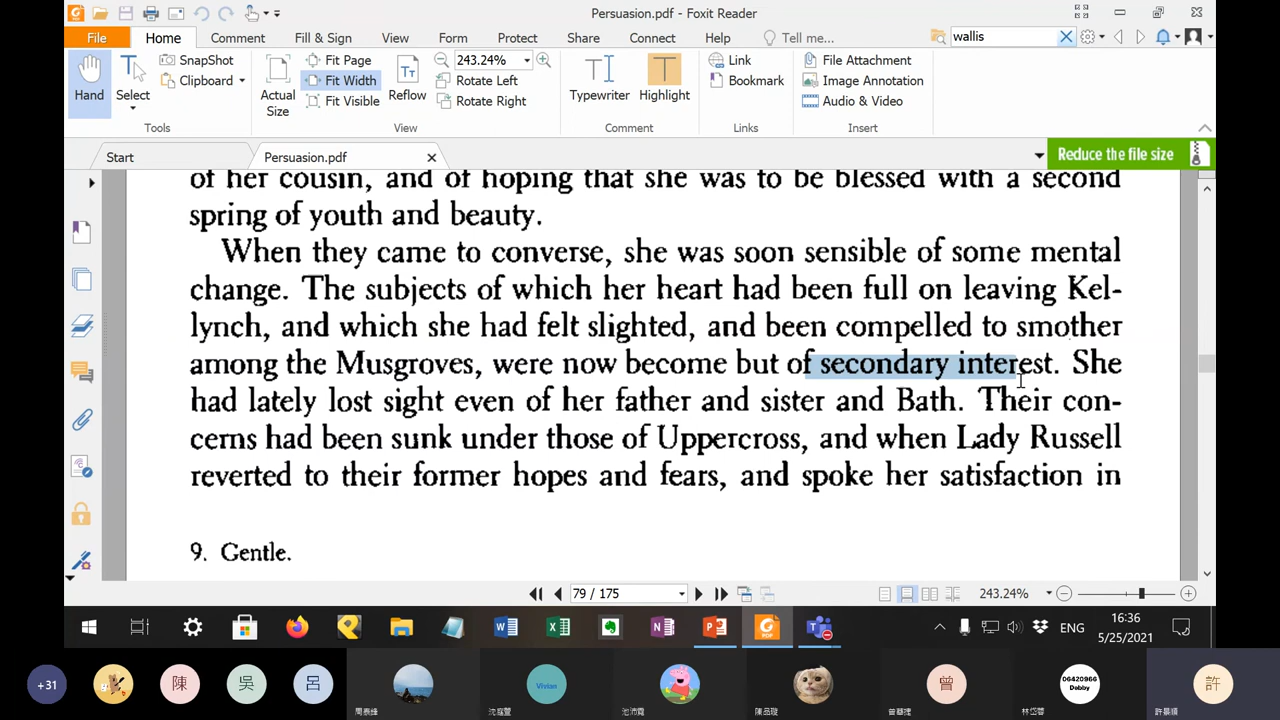 Persuasion.pdf - Foxit Reader
File Home Comment Fill & Sign View Form Protect Share Connect Help Tell me... wallis
Hand Select SnapShot Clipboard Tools
Actual Size Fit Page Fit Width Fit Visible Reflow 243.24% Rotate Left Rotate Right View
Typewriter Highlight Comment
Link Bookmark Links
File Attachment Image Annotation Audio & Video Insert
Start Persuasion.pdf Reduce the file size
of her cousin, and of hoping that she was to be blessed with a second
spring of youth and beauty.
When they came to converse, she was soon sensible of some mental
change. The subjects of which her heart had been full on leaving Kel-
lynch, and which she had felt slighted, and been compelled to smother
among the Musgroves, were now become but of secondary interest. She
had lately lost sight even of her father and sister and Bath. Their con-
cerns had been sunk under those of Uppercross, and when Lady Russell
reverted to their former hopes and fears, and spoke her satisfaction in
9. Gentle.
79 / 175 243.24%
ENG 16:36
5/25/2021
+31 陳 吳 呂 Vivian 曾 06420966 Debby 許